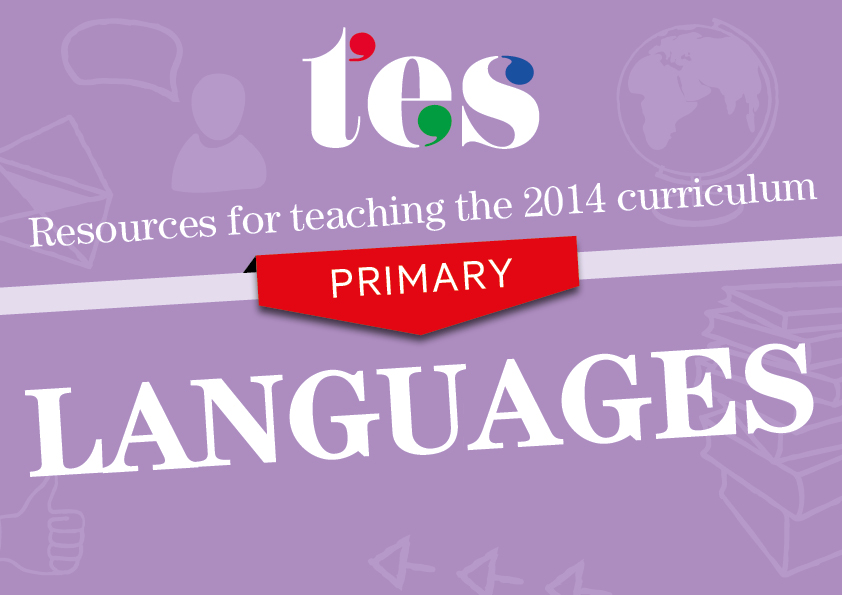 tes
Resources for teaching the 2014 curriculum
PRIMARY
LANGUAGES